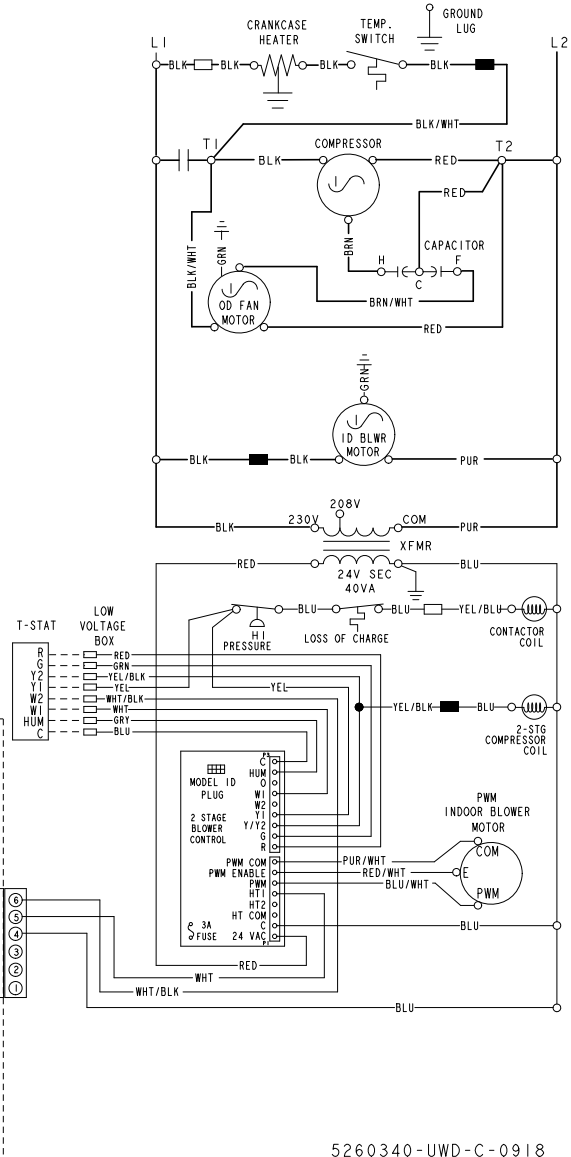 GROUND
LUG
CRANKCASE
HEATER
TEMP.
SWITCH
L1
L2
BLK
BLK
BLK
BLK
BLK/WHT
T1
COMPRESSOR
T2
BLK
RED
RED
BRN
CAPACITOR
H
C
F
BLK/WHT
GRN
OD FAN
MOTOR
BRN/WHT
RED
GRN
ID BLWR
MOTOR
BLK
BLK
PUR
208V
230V
COM
BLK
PUR
XFMR
RED
24V SEC
40VA
BLU
BLU
BLU
YEL/BLU
HI
PRESSURE
LOSS OF CHARGE
CONTACTOR
COIL
T-STAT
LOW
VOLTAGE
BOX
R
RED
G
GRN
Y2
YEL/BLK
Y1
YEL
YEL
W2
WHT/BLK
W1
WHT
HUM
GRY
C
BLU
YEL/BLK
BLU
2-STG
COMPRESSOR
COIL
P3
C
HUM
O
W1
W2
Y1
Y/Y2
G
R
MODEL ID
PLUG
2 STAGE
BLOWER
CONTROL
PWM
INDOOR BLOWER
MOTOR
COM
E
PWM
PWM COM
PUR/WHT
PWM ENABLE
RED/WHT
PWM
BLU/WHT
HT1
HT2
HT COM
C
BLU
24 VAC
P1
3A
FUSE
6
5
4
3
2
1
RED
WHT
WHT/BLK
BLU
5260340-UWD-C-0918